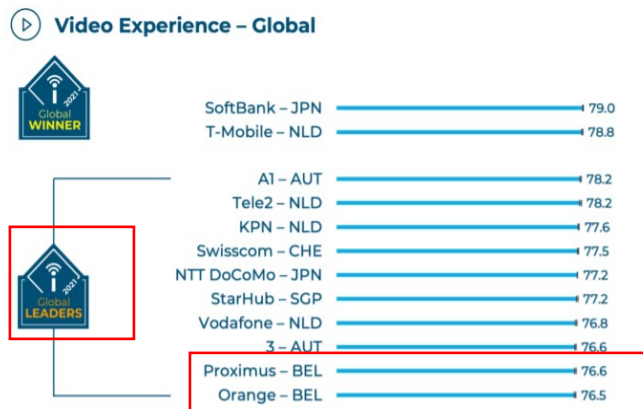 Video Experience – Global
2021
Global
WINNER
SoftBank – JPN 79.0
T-Mobile – NLD 78.8
A1 – AUT 78.2
Tele2 – NLD 78.2
KPN – NLD 77.6
Swisscom – CHE 77.5
NTT DoCoMo – JPN 77.2
2021
Global
LEADERS
StarHub – SGP 77.2
Vodafone – NLD 76.8
3 – AUT 76.6
Proximus – BEL 76.6
Orange – BEL 76.5